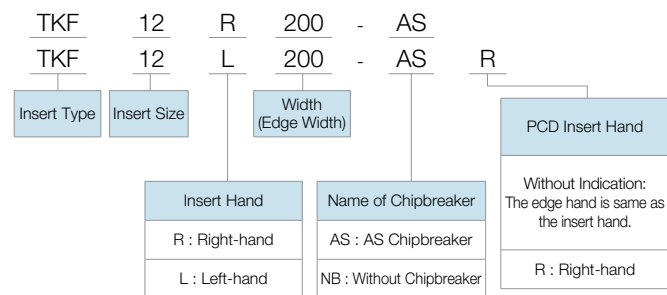 TKF 12 R 200 - AS
TKF 12 L 200 - AS R
Insert Type
Insert Size
Width
(Edge Width)
PCD Insert Hand
Without Indication:
The edge hand is same as
the insert hand.
R : Right-hand
Insert Hand
R : Right-hand
L : Left-hand
Name of Chipbreaker
AS : AS Chipbreaker
NB : Without Chipbreaker